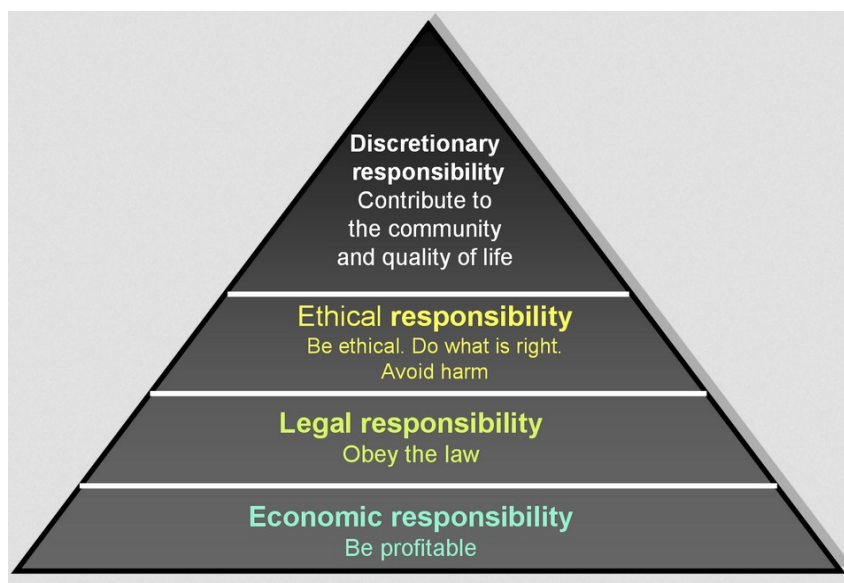 Discretionary
responsibility
Contribute to
the community
and quality of life
Ethical responsibility
Be ethical. Do what is right.
Avoid harm
Legal responsibility
Obey the law
Economic responsibility
Be profitable